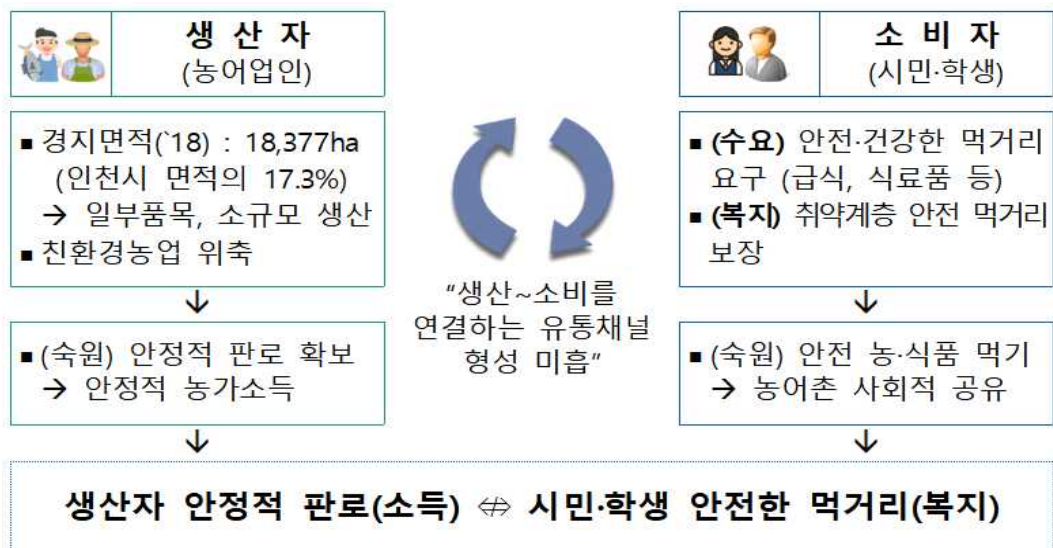 생 산 자
(농어업인)
■ 경지면적(`18) : 18,377ha
(인천시 면적의 17.3%)
→ 일부품목, 소규모 생산
■ 친환경농업 위축
↓
■ (숙원) 안정적 판로 확보
→ 안정적 농가소득
↓
"생산~소비를
연결하는 유통채널
형성 미흡"
소 비 자
(시민·학생)
■ (수요) 안전·건강한 먹거리
요구 (급식, 식료품 등)
■ (복지) 취약계층 안전 먹거리
보장
↓
■ (숙원) 안전 농·식품 먹기
→ 농어촌 사회적 공유
↓
생산자 안정적 판로(소득) ⇎ 시민·학생 안전한 먹거리(복지)